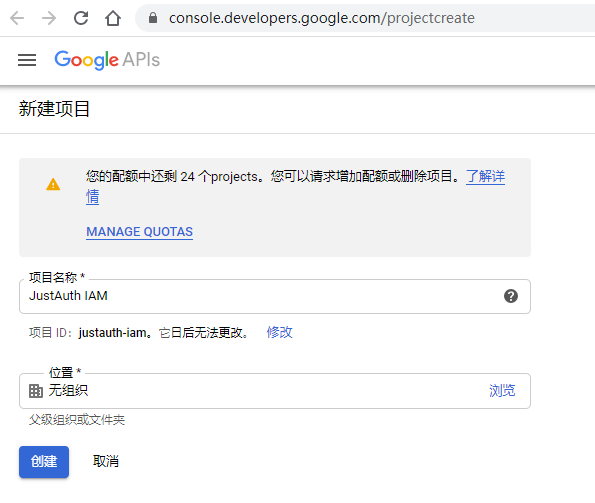 console.developers.google.com/projectcreate
Google APIs
新建项目
您的配额中还剩 24 个projects。您可以请求增加配额或删除项目。了解详
情
MANAGE QUOTAS
项目名称 *
JustAuth IAM
项目 ID：justauth-iam。它日后无法更改。 修改
位置 *
无组织 浏览
父级组织或文件夹
创建 取消